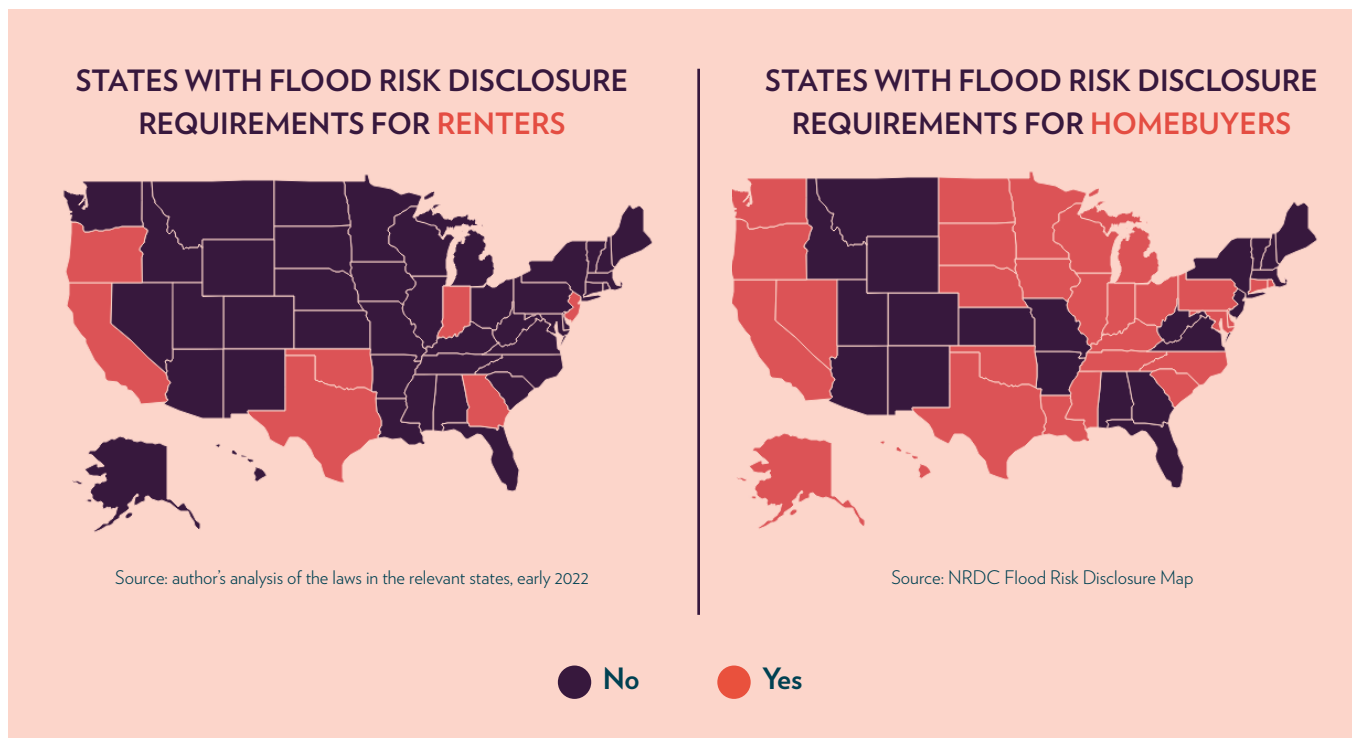 STATES WITH FLOOD RISK DISCLOSURE
REQUIREMENTS FOR RENTERS
Source: author's analysis of the laws in the relevant states, early 2022
STATES WITH FLOOD RISK DISCLOSURE
REQUIREMENTS FOR HOMEBUYERS
Source: NRDC Flood Risk Disclosure Map
No
Yes